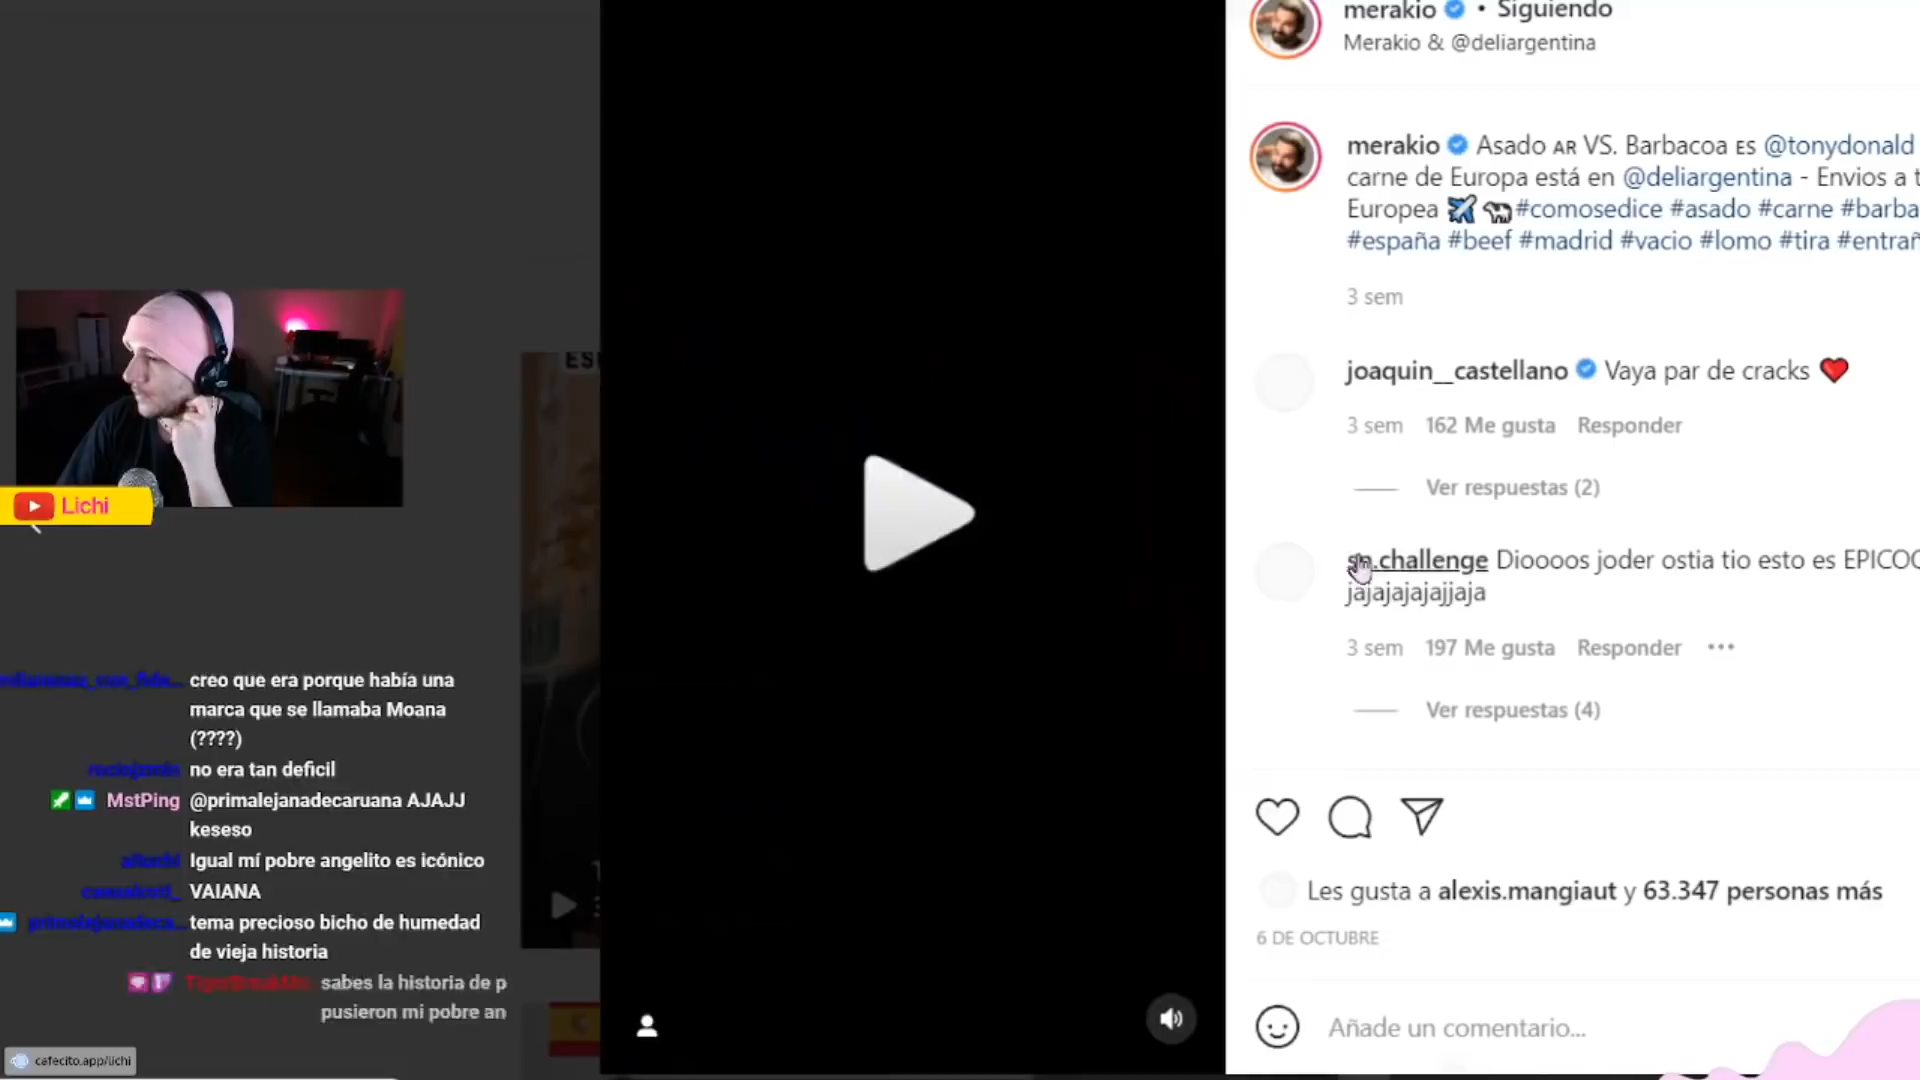 merakio • Siguiendo
Merakio & @deliargentina
merakio Asado AR VS. Barbacoa ES @tonydonald
carne de Europa está en @deliargentina - Envios a t
Europea #comosedice #asado #carne #barba
#españa #beef #madrid #vacio #lomo #tira #entrañ
3 sem
joaquin__castellano Vaya par de cracks
3 sem 162 Me gusta Responder
Ver respuestas (2)
sn.challenge Dioooos joder ostia tio esto es EPICOO
jajajajajajjaja
3 sem 197 Me gusta Responder
Ver respuestas (4)
Les gusta a alexis.mangiaut y 63.347 personas más
6 DE OCTUBRE
Añade un comentario...
ES
Lichi
creo que era porque había una
marca que se llamaba Moana
(????)
no era tan deficil
MstPing @primalejanadecaruana AJAJJ
keseso
Igual mí pobre angelito es icónico
VAIANA
tema precioso bicho de humedad
de vieja historia
sabes la historia de p
pusieron mi pobre an
cafecito.app/lichi